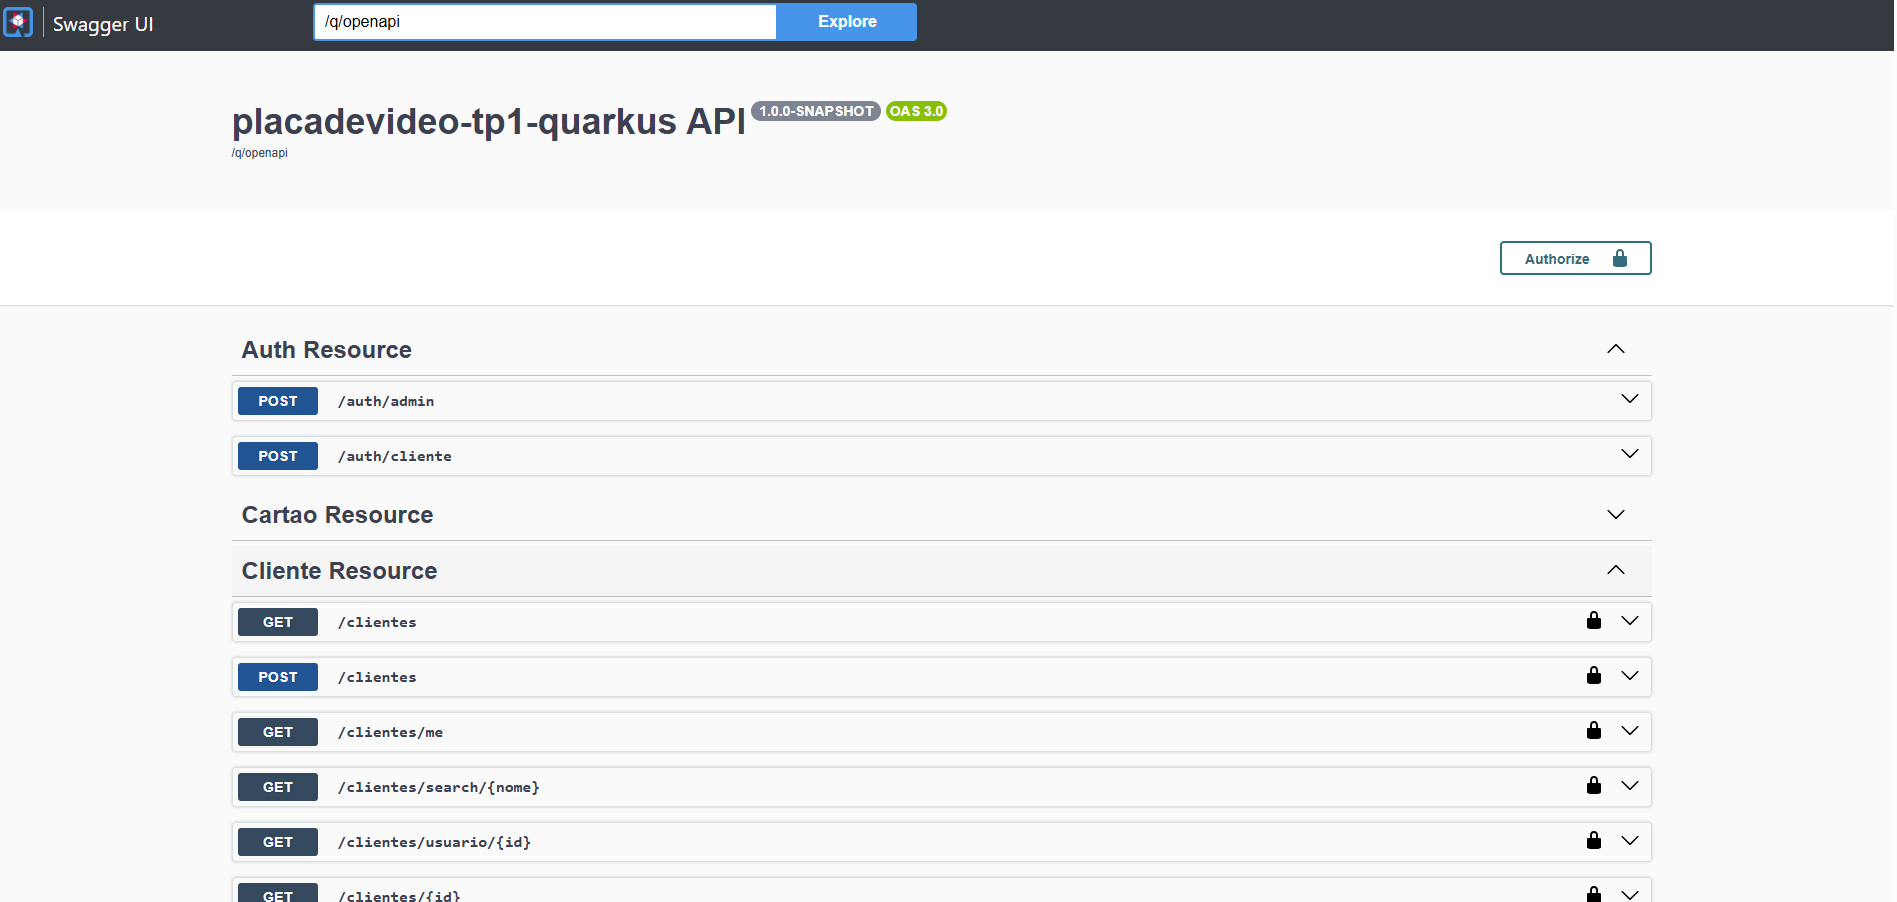 Swagger UI
/q/openapi
Explore
placadevideo-tp1-quarkus API 1.0.0-SNAPSHOT OAS 3.0
/q/openapi
Authorize
Auth Resource
POST /auth/admin
POST /auth/cliente
Cartao Resource
Cliente Resource
GET /clientes
POST /clientes
GET /clientes/me
GET /clientes/search/{nome}
GET /clientes/usuario/{id}
GET /clientes/{id}